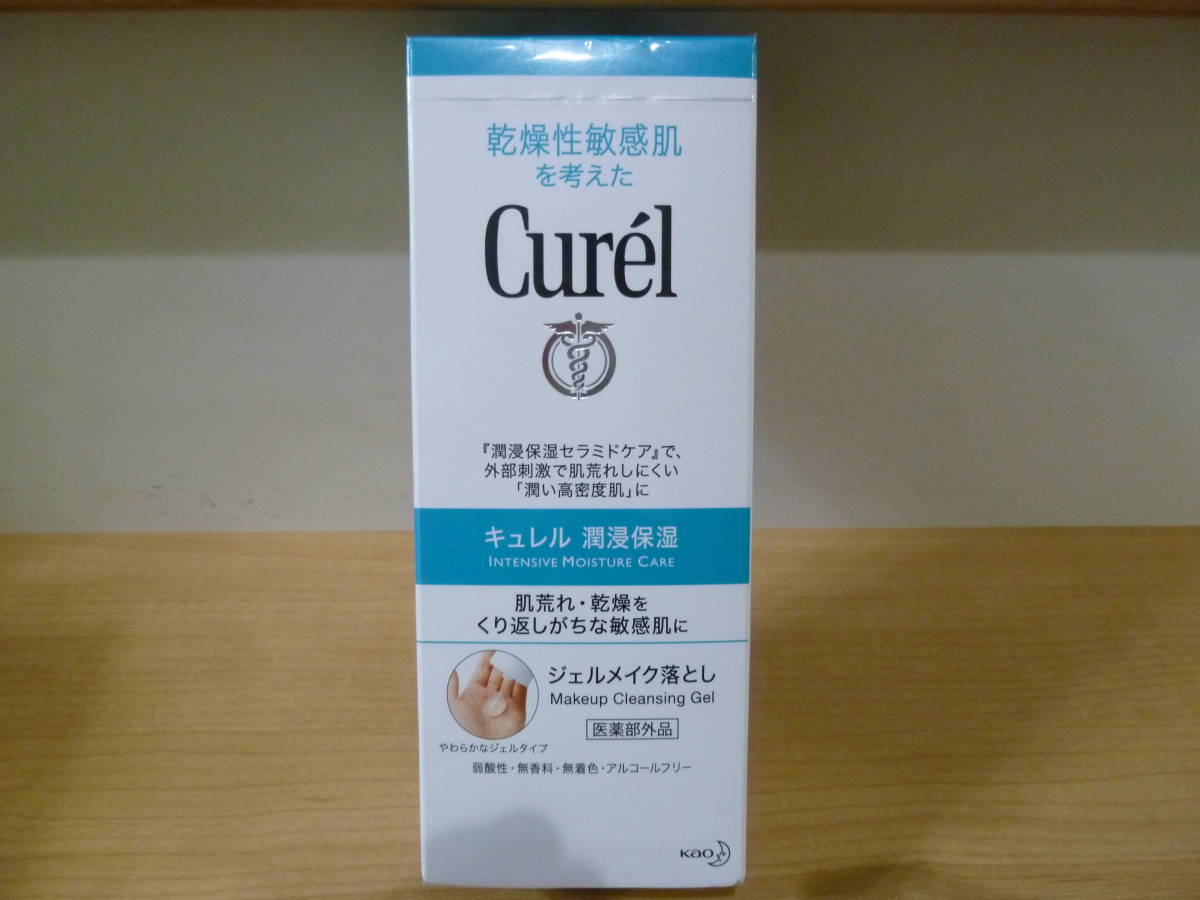 乾燥性敏感肌
を考えた
Curél
『潤浸保湿セラミドケア』で、
外部刺激で肌荒れしにくい
「潤い高密度肌」に
キュレル 潤浸保湿
INTENSIVE MOISTURE CARE
肌荒れ・乾燥を
くり返しがちな敏感肌に
ジェルメイク落とし
Makeup Cleansing Gel
医薬部外品
やわらかなジェルタイプ
弱酸性・無香料・無着色・アルコールフリー
Kao